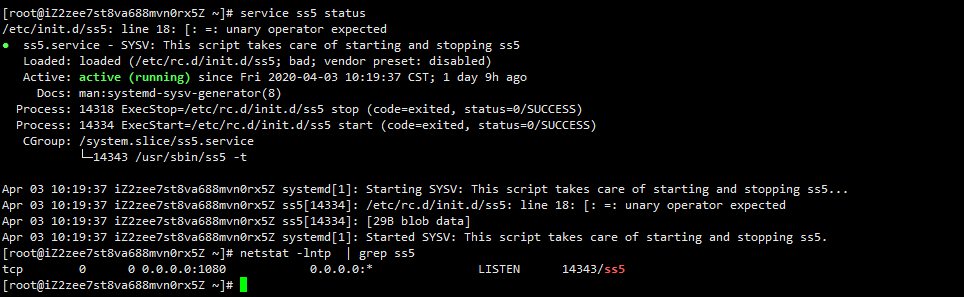 [root@iZ2zee7st8va688mvn0rx5Z ~]# service ss5 status
/etc/init.d/ss5: line 18: [: =: unary operator expected
● ss5.service - SYSV: This script takes care of starting and stopping ss5
   Loaded: loaded (/etc/rc.d/init.d/ss5; bad; vendor preset: disabled)
   Active: active (running) since Fri 2020-04-03 10:19:37 CST; 1 day 9h ago
     Docs: man:systemd-sysv-generator(8)
  Process: 14318 ExecStop=/etc/rc.d/init.d/ss5 stop (code=exited, status=0/SUCCESS)
  Process: 14334 ExecStart=/etc/rc.d/init.d/ss5 start (code=exited, status=0/SUCCESS)
   CGroup: /system.slice/ss5.service
           └─14343 /usr/sbin/ss5 -t
Apr 03 10:19:37 iZ2zee7st8va688mvn0rx5Z systemd[1]: Starting SYSV: This script takes care of starting and stopping ss5...
Apr 03 10:19:37 iZ2zee7st8va688mvn0rx5Z ss5[14334]: /etc/rc.d/init.d/ss5: line 18: [: =: unary operator expected
Apr 03 10:19:37 iZ2zee7st8va688mvn0rx5Z ss5[14334]: [29B blob data]
Apr 03 10:19:37 iZ2zee7st8va688mvn0rx5Z systemd[1]: Started SYSV: This script takes care of starting and stopping ss5.
[root@iZ2zee7st8va688mvn0rx5Z ~]# netstat -lntp  | grep ss5
tcp        0      0 0.0.0.0:1080            0.0.0.0:*               LISTEN      14343/ss5
[root@iZ2zee7st8va688mvn0rx5Z ~]#